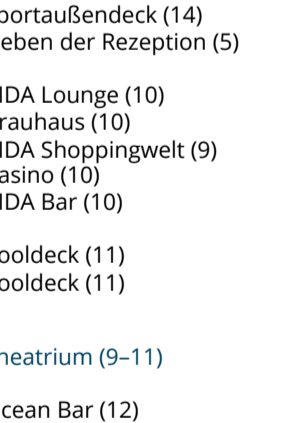 portaußendeck (14)
eben der Rezeption (5)
IDA Lounge (10)
rauhaus (10)
IDA Shoppingwelt (9)
asino (10)
IDA Bar (10)
ooldeck (11)
ooldeck (11)
heatrium (9–11)
cean Bar (12)